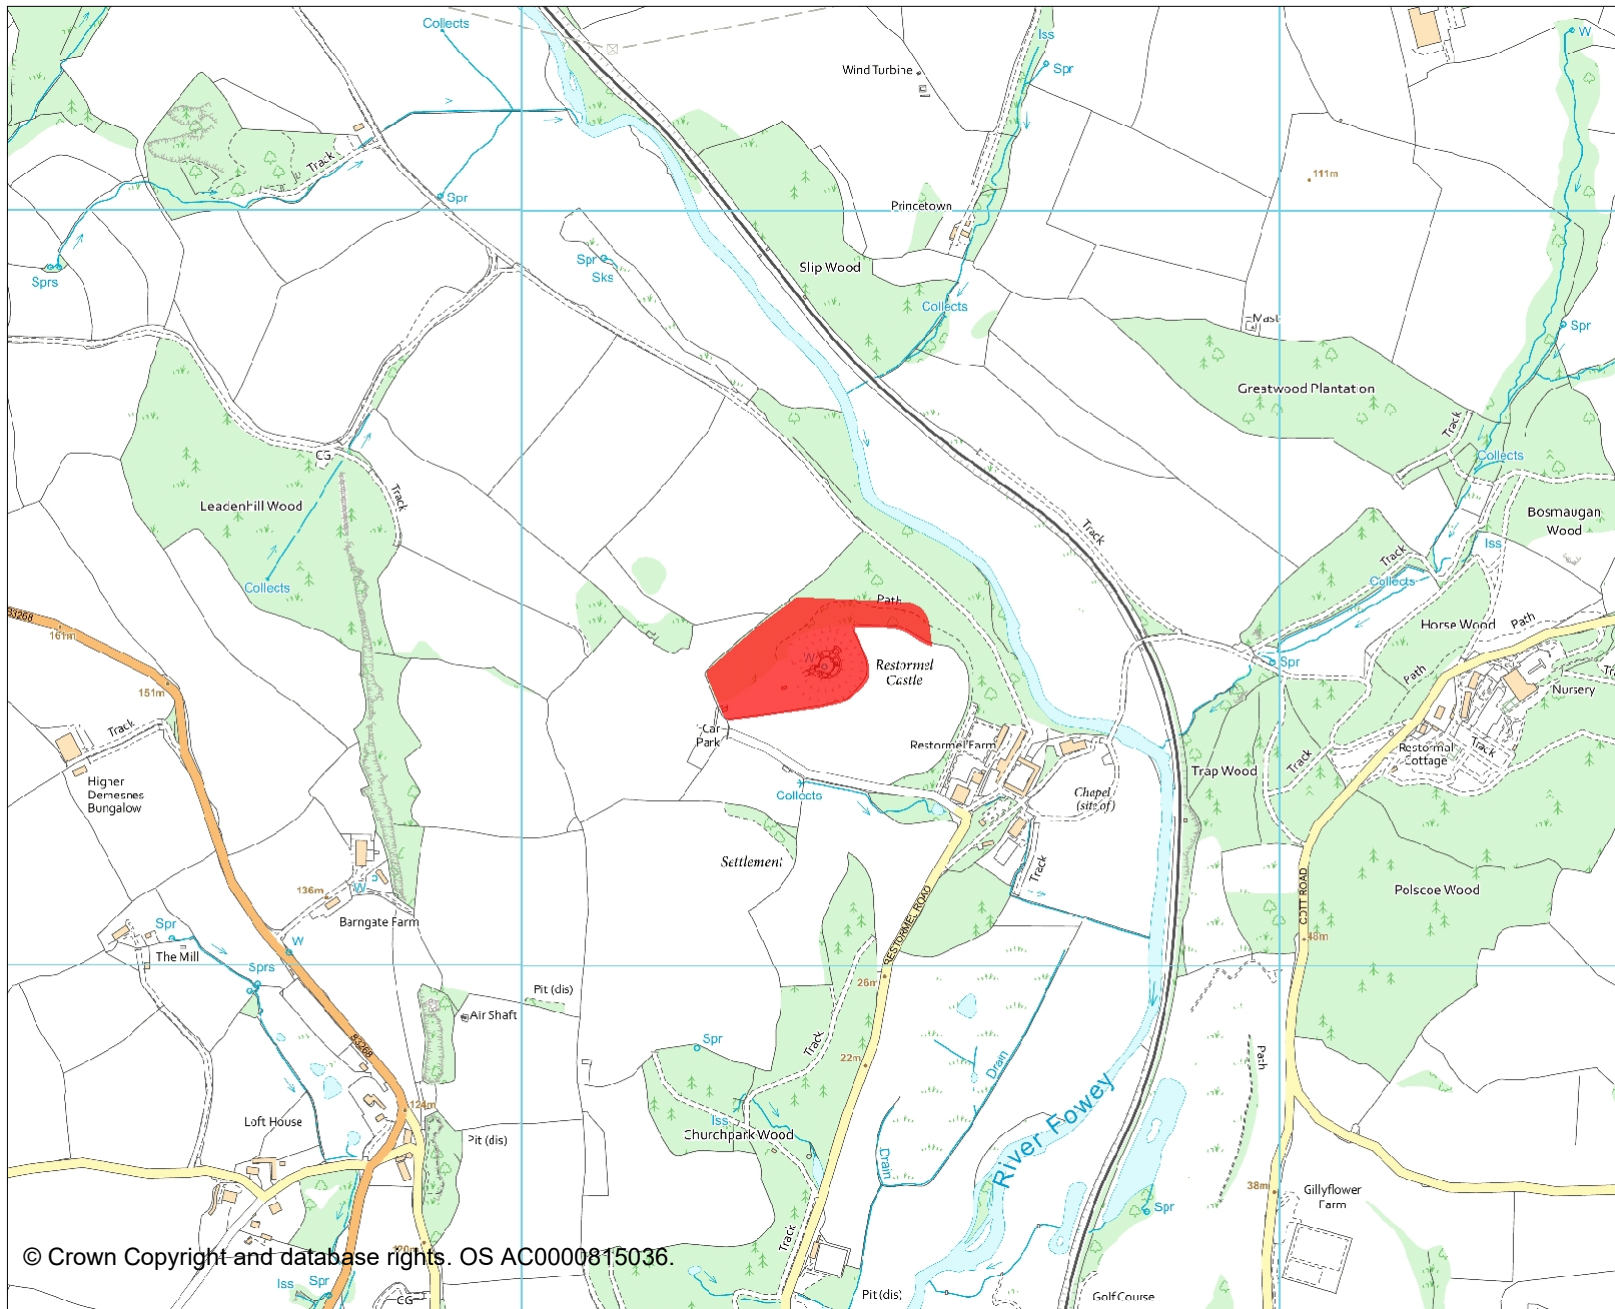 Collects
Iss
Spr
W
Wind Turbine
Track
111m
Spr
Princetown
Slip Wood
Spr
Sks
Sprs
Collects
Mast
Spr
Greatwood Plantation
Track
CG
Collects
Track
Leadenhill Wood
Bosmaugan
Wood
Track
Iss
Track
Collects
Collects
Path
B3268
161m
Path
Horse Wood
W
Restormel
Castle
Spr
Path
151m
Nursery
Track
Car
Park
Restormel Farm
Restormal
Cottage
Track
Track
Trap Wood
Higher
Demesnes
Bungalow
Collects
Chapel
(site of)
Settlement
Track
136m
W
Polscoe Wood
COTT ROAD
Barngate Farm
RESTORMEL ROAD
Spr
W
48m
The Mill
Sprs
26m
Pit (dis)
Air Shaft
B3268
Spr
Track
Drain
Path
22m
124m
Loft House
Iss
Churchpark Wood
Pit (dis)
River Fowey
Drain
38m
Gillyflower
Farm
Spr
Track
© Crown Copyright and database rights. OS AC0000815036.
Iss
Spr
CG
Pit (dis)
Golf Course